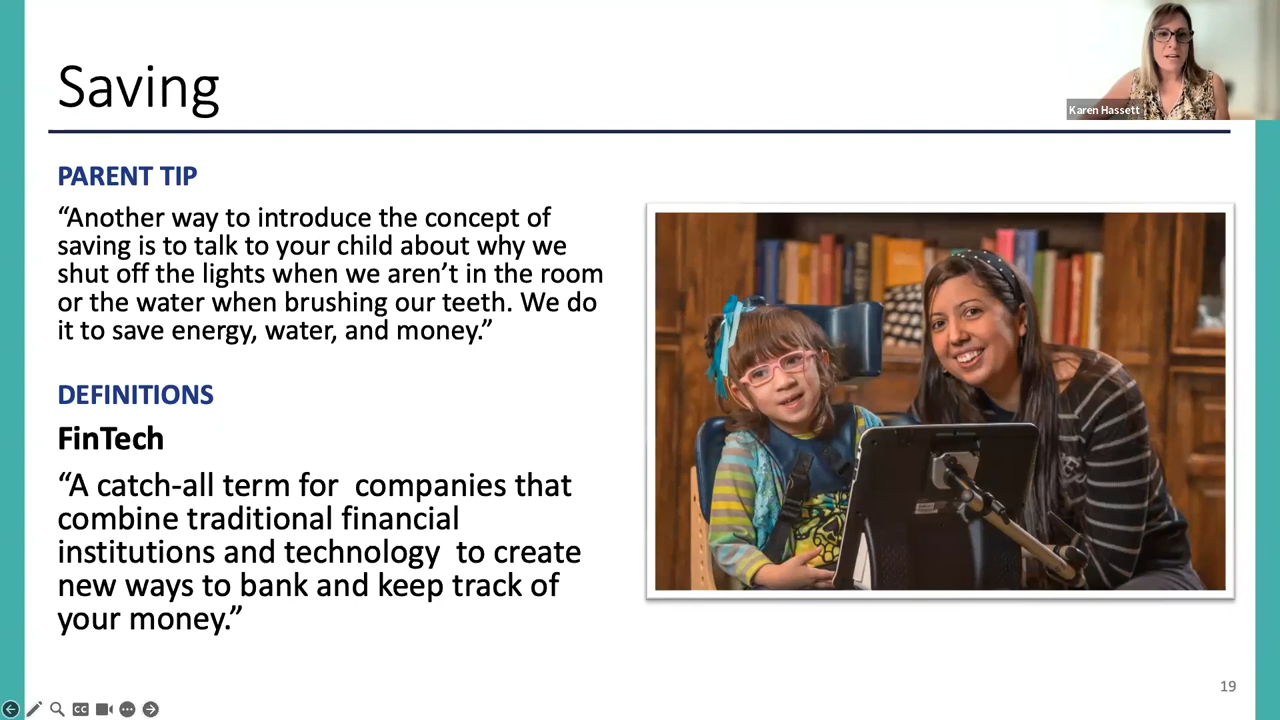 Saving
Karen Hassett
PARENT TIP
“Another way to introduce the concept of
saving is to talk to your child about why we
shut off the lights when we aren’t in the room
or the water when brushing our teeth. We do
it to save energy, water, and money.”
DEFINITIONS
FinTech
“A catch-all term for  companies that
combine traditional financial
institutions and technology  to create
new ways to bank and keep track of
your money.”
19
CC